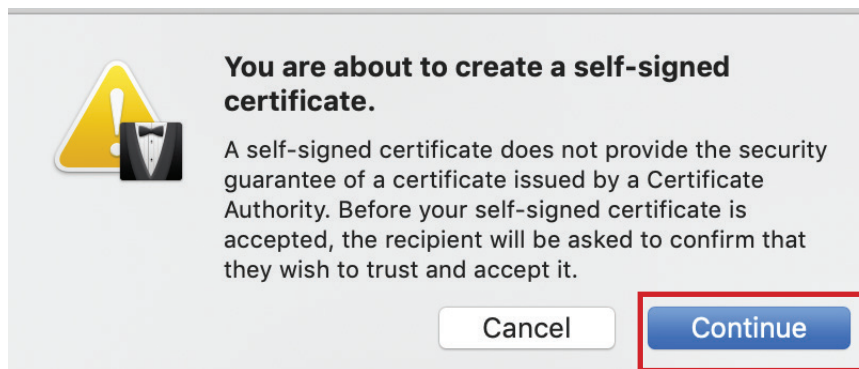 You are about to create a self-signed
certificate.
A self-signed certificate does not provide the security
guarantee of a certificate issued by a Certificate
Authority. Before your self-signed certificate is
accepted, the recipient will be asked to confirm that
they wish to trust and accept it.
Cancel
Continue